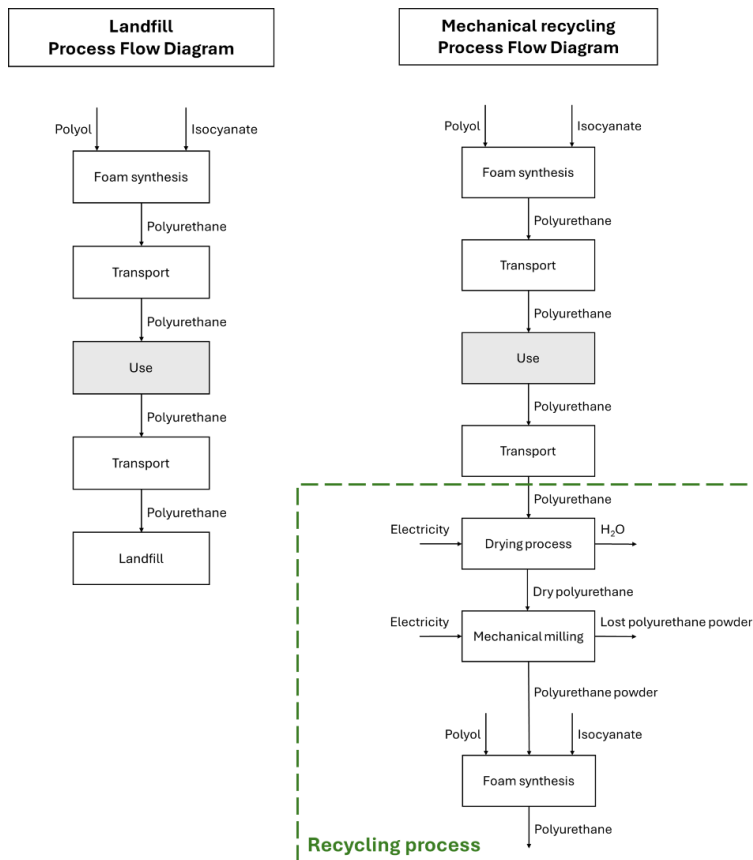 Landfill
Process Flow Diagram
Polyol
Isocyanate
Foam synthesis
Polyurethane
Transport
Polyurethane
Use
Polyurethane
Transport
Polyurethane
Landfill
Mechanical recycling
Process Flow Diagram
Polyol
Isocyanate
Foam synthesis
Polyurethane
Transport
Polyurethane
Use
Polyurethane
Transport
Polyurethane
Electricity
Drying process
H₂O
Dry polyurethane
Electricity
Mechanical milling
Lost polyurethane powder
Polyurethane powder
Polyol
Isocyanate
Foam synthesis
Polyurethane
Recycling process